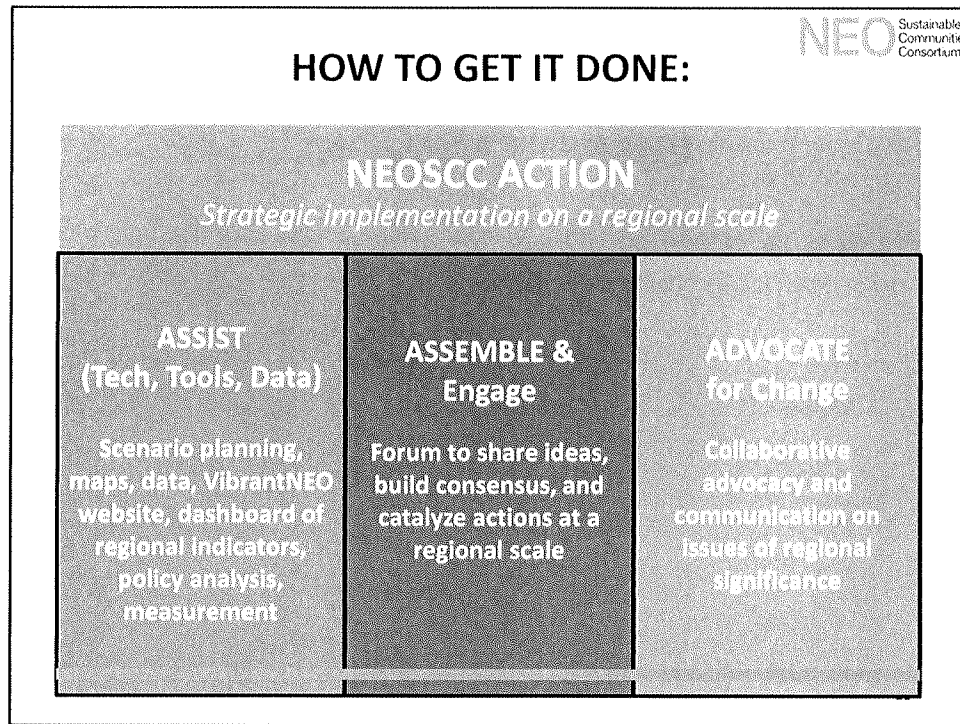 NEO Sustainable
Communitie
Consortium
HOW TO GET IT DONE:
NEOSCC ACTION
Strategic implementation on a regional scale
ASSIST
(Tech, Tools, Data)
Scenario planning,
maps, data, VibrantNEO
website, dashboard of
regional indicators,
policy analysis,
measurement
ASSEMBLE &
Engage
Forum to share ideas,
build consensus, and
catalyze actions at a
regional scale
ADVOCATE
for Change
Collaborative
advocacy and
communication on
issues of regional
significance